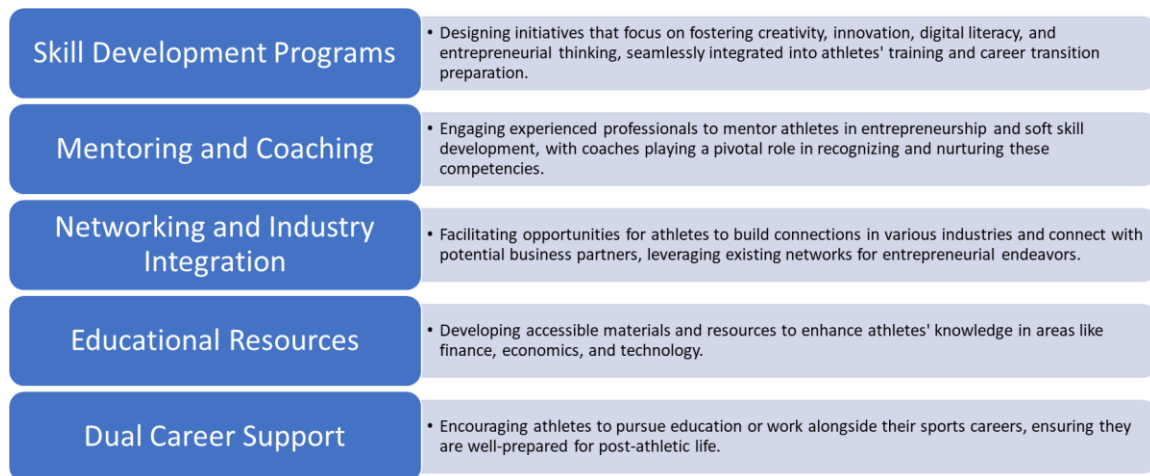 Skill Development Programs
• Designing initiatives that focus on fostering creativity, innovation, digital literacy, and
entrepreneurial thinking, seamlessly integrated into athletes' training and career transition
preparation.
Mentoring and Coaching
• Engaging experienced professionals to mentor athletes in entrepreneurship and soft skill
development, with coaches playing a pivotal role in recognizing and nurturing these
competencies.
Networking and Industry
Integration
• Facilitating opportunities for athletes to build connections in various industries and connect with
potential business partners, leveraging existing networks for entrepreneurial endeavors.
Educational Resources
• Developing accessible materials and resources to enhance athletes' knowledge in areas like
finance, economics, and technology.
Dual Career Support
• Encouraging athletes to pursue education or work alongside their sports careers, ensuring they
are well-prepared for post-athletic life.